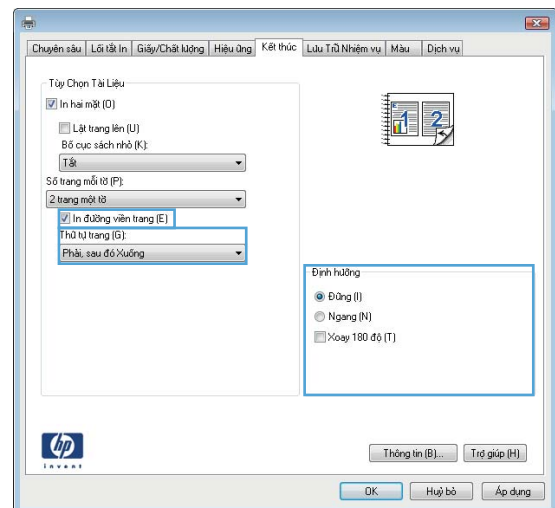 Chuyên sâu Lối tắt In Giấy/Chất lượng Hiệu ứng Kết thúc Lưu Trữ Nhiệm vụ Màu Dịch vụ
Tùy Chọn Tài Liệu
In hai mặt (O)
Lật trang lên (U)
Bố cục sách nhỏ (K):
Tắt
Số trang mỗi tờ (P):
2 trang một tờ
In đường viền trang (E)
Thứ tự trang (G):
Phải, sau đó Xuống
1 2
Định hướng
Đứng (I)
Ngang (N)
Xoay 180 độ (T)
hp
invent
Thông tin (B)... Trợ giúp (H)
OK Huỷ bỏ Áp dụng